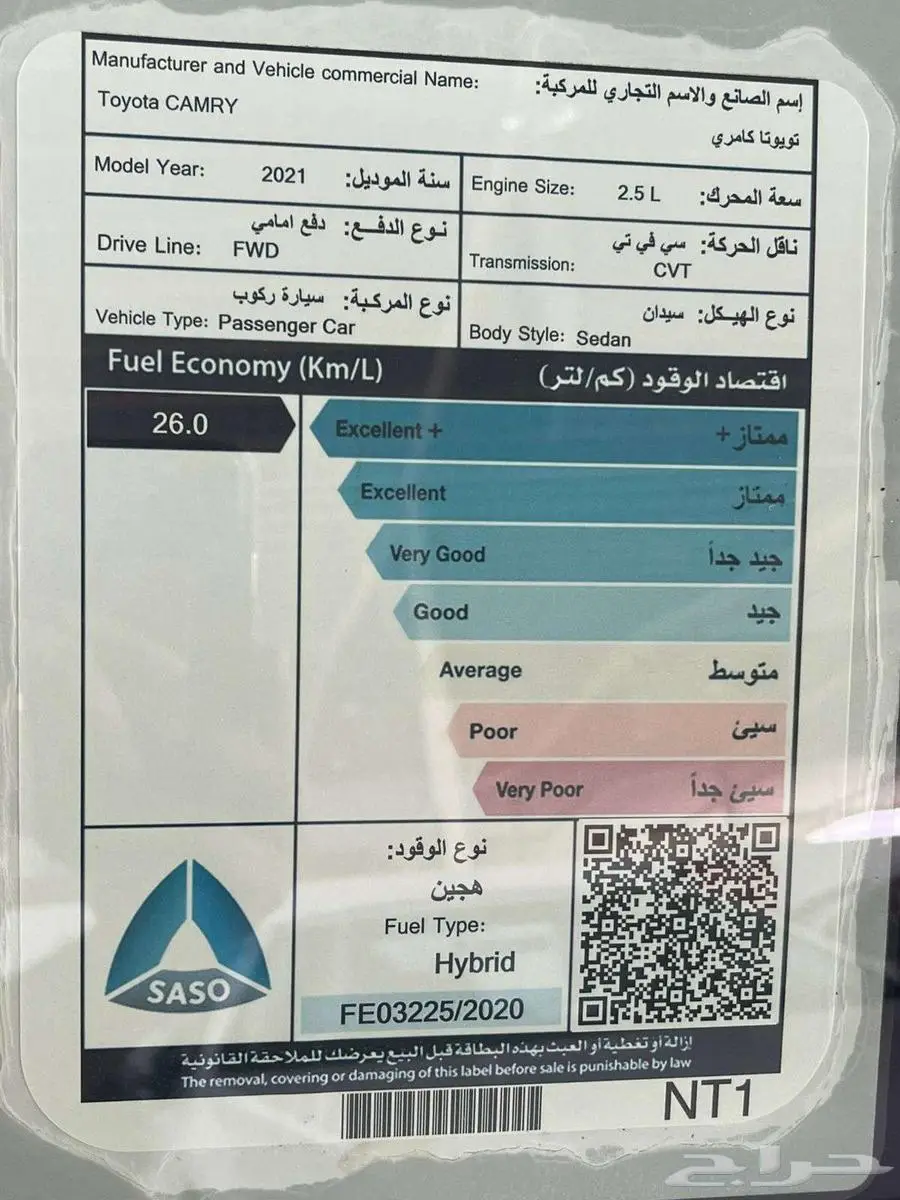 Manufacturer and Vehicle commercial Name:
إسم الصانع والاسم التجاري للمركبة:
Toyota CAMRY
تويوتا كامري
Model Year: 2021 سنة الموديل:
Engine Size: 2.5 L سعة المحرك:
نوع الدفع: دفع امامي
Drive Line: FWD
ناقل الحركة: سي في تي
Transmission: CVT
نوع المركبة: سيارة ركوب
Vehicle Type: Passenger Car
نوع الهيكل: سيدان
Body Style: Sedan
Fuel Economy (Km/L) اقتصاد الوقود (كم/لتر)
26.0
Excellent + ممتاز+
Excellent ممتاز
Very Good جيد جداً
Good جيد
Average متوسط
Poor سيئ
Very Poor سيئ جداً
SASO
نوع الوقود:
هجين
Fuel Type:
Hybrid
FE03225/2020
إزالة أو تغطية أو العبث بهذه البطاقة قبل البيع يعرضك للملاحقة القانونية
The removal, covering or damaging of this label before sale is punishable by law
NT1
حراج